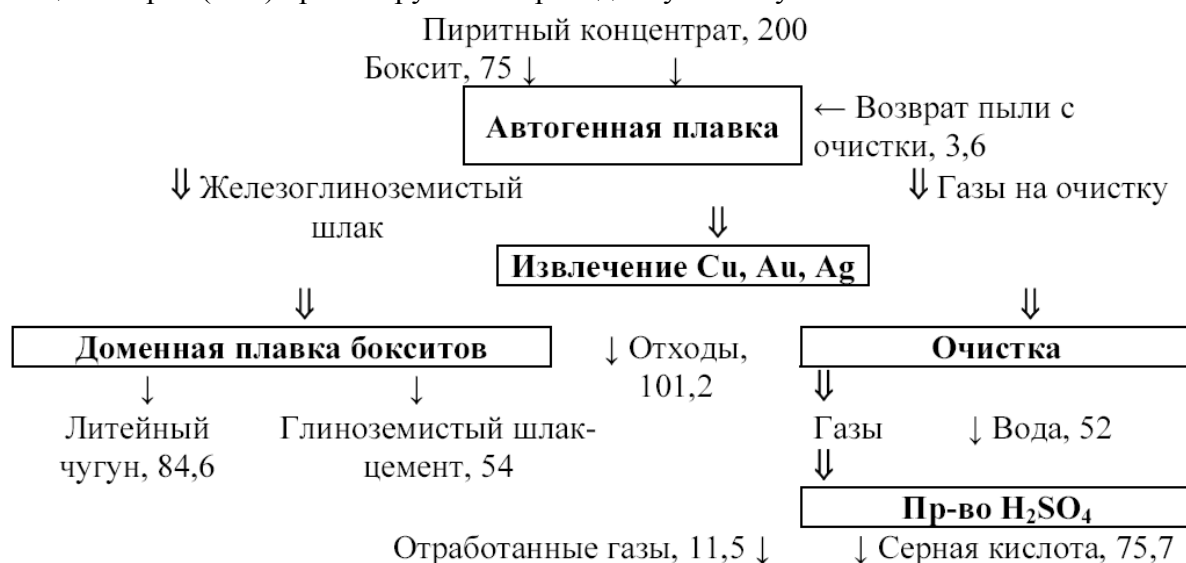 Пиритный концентрат, 200
Боксит, 75 ↓ ↓
Автогенная плавка
← Возврат пыли с
очистки, 3,6
⇓ Железоглиноземистый
шлак
⇓
⇓ Газы на очистку
Извлечение Cu, Au, Ag
⇓ ⇓
Доменная плавка бокситов
↓ Отходы,
101,2
Очистка
↓ ↓
Литейный
чугун, 84,6
Глиноземистый шлак-
цемент, 54
⇓
Газы ↓ Вода, 52
⇓
Пр-во H₂SO₄
Отработанные газы, 11,5 ↓ ↓ Серная кислота, 75,7